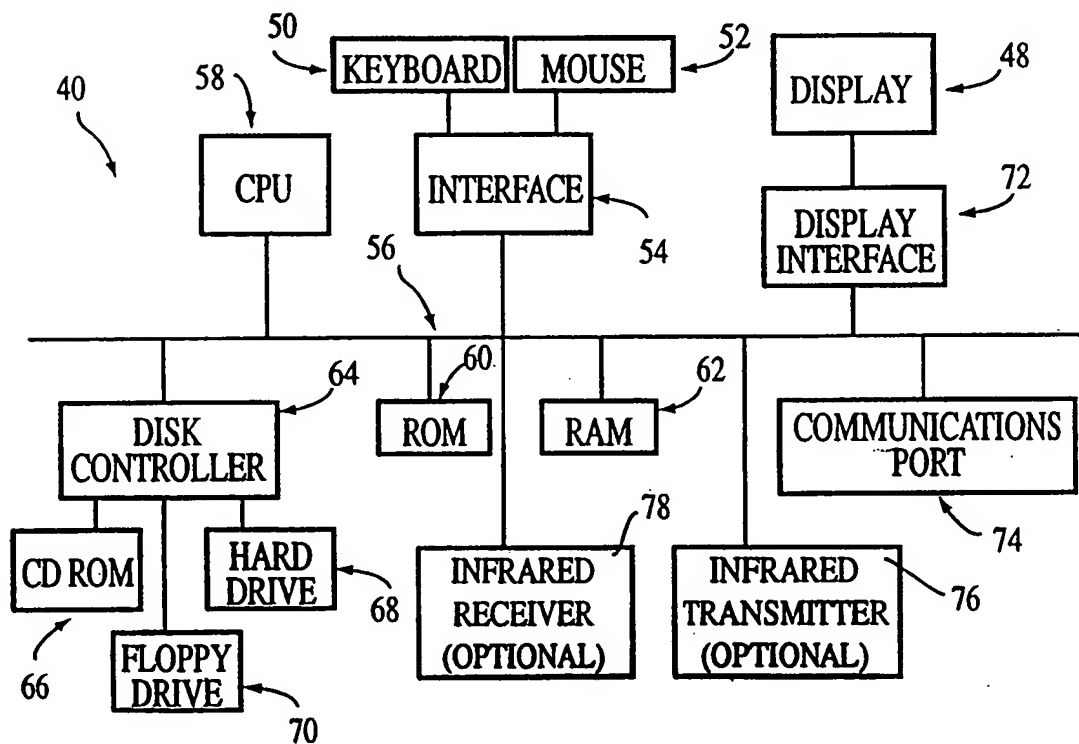 50
KEYBOARD
MOUSE
52
40
58
DISPLAY
48
CPU
INTERFACE
54
DISPLAY
INTERFACE
72
56
64
DISK
CONTROLLER
60
ROM
62
RAM
COMMUNICATIONS
PORT
74
CD ROM
66
HARD
DRIVE
68
FLOPPY
DRIVE
70
78
INFRARED
RECEIVER
(OPTIONAL)
INFRARED
TRANSMITTER
(OPTIONAL)
76